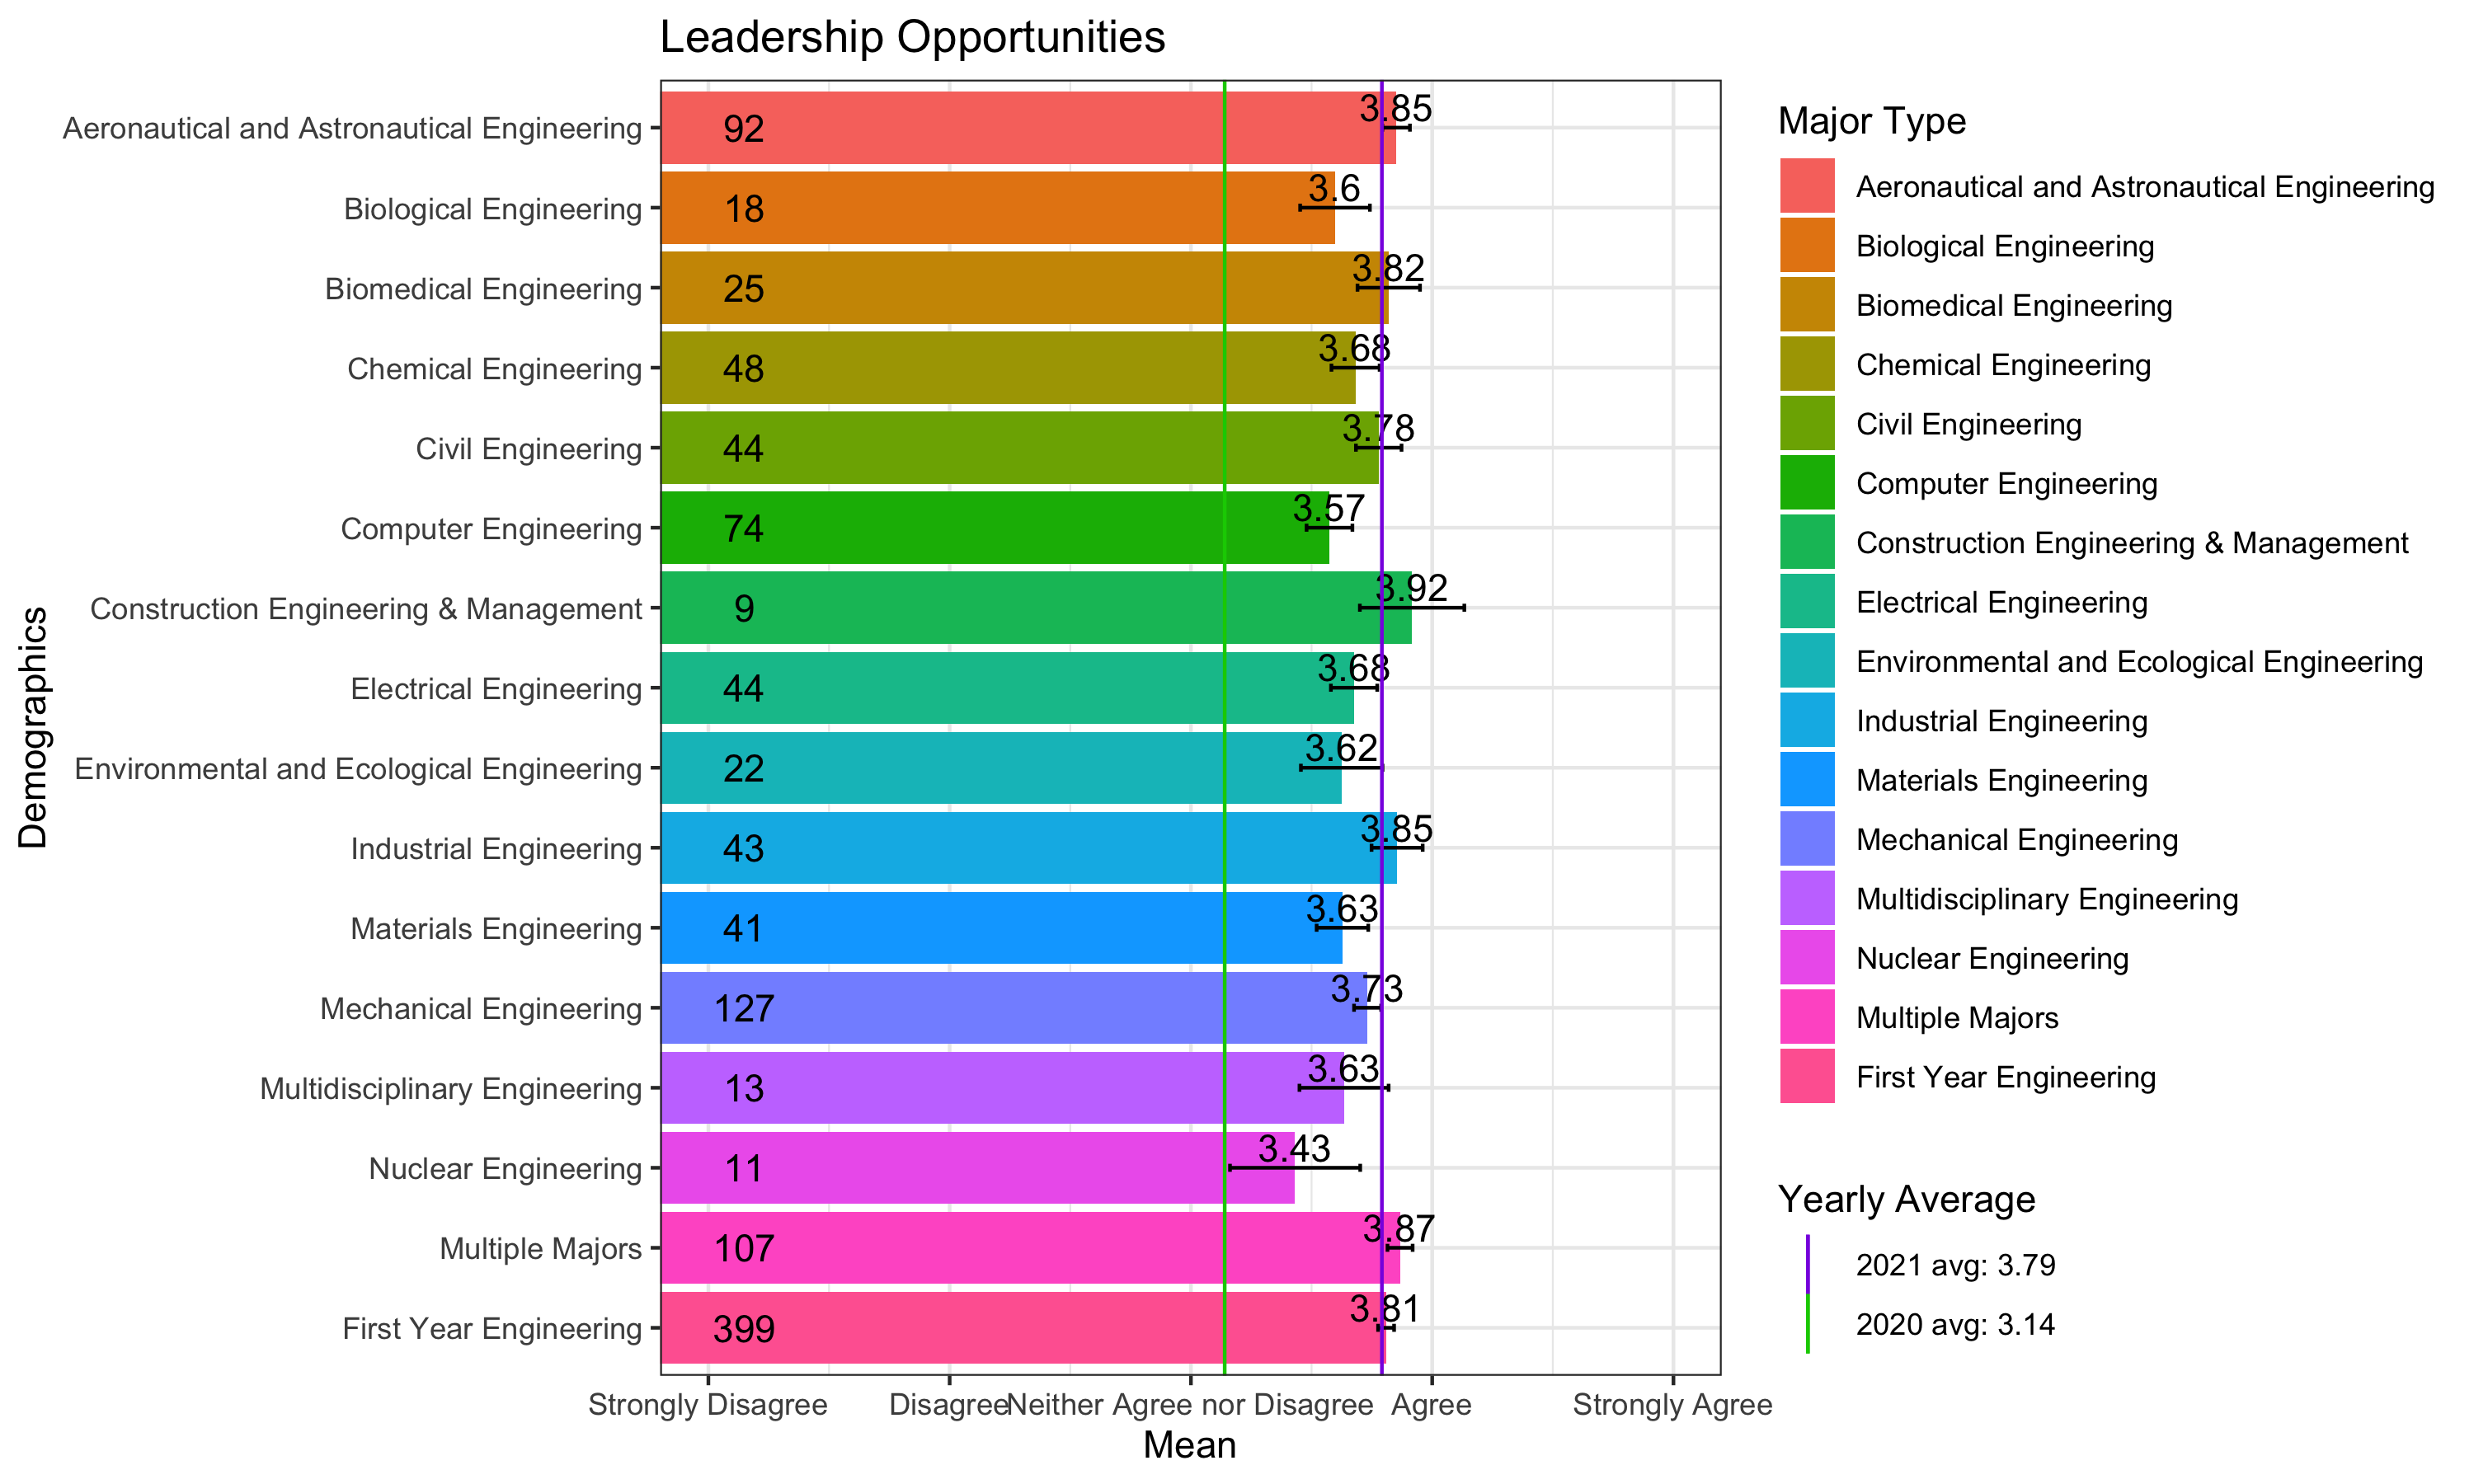 Leadership Opportunities
Demographics
Aeronautical and Astronautical Engineering 92 3.85
Biological Engineering 18 3.6
Biomedical Engineering 25 3.82
Chemical Engineering 48 3.68
Civil Engineering 44 3.78
Computer Engineering 74 3.57
Construction Engineering & Management 9 3.92
Electrical Engineering 44 3.68
Environmental and Ecological Engineering 22 3.62
Industrial Engineering 43 3.85
Materials Engineering 41 3.63
Mechanical Engineering 127 3.73
Multidisciplinary Engineering 13 3.63
Nuclear Engineering 11 3.43
Multiple Majors 107 3.87
First Year Engineering 399 3.81
Strongly Disagree Disagree Neither Agree nor Disagree Agree Strongly Agree
Mean
Major Type
Aeronautical and Astronautical Engineering
Biological Engineering
Biomedical Engineering
Chemical Engineering
Civil Engineering
Computer Engineering
Construction Engineering & Management
Electrical Engineering
Environmental and Ecological Engineering
Industrial Engineering
Materials Engineering
Mechanical Engineering
Multidisciplinary Engineering
Nuclear Engineering
Multiple Majors
First Year Engineering
Yearly Average
2021 avg: 3.79
2020 avg: 3.14